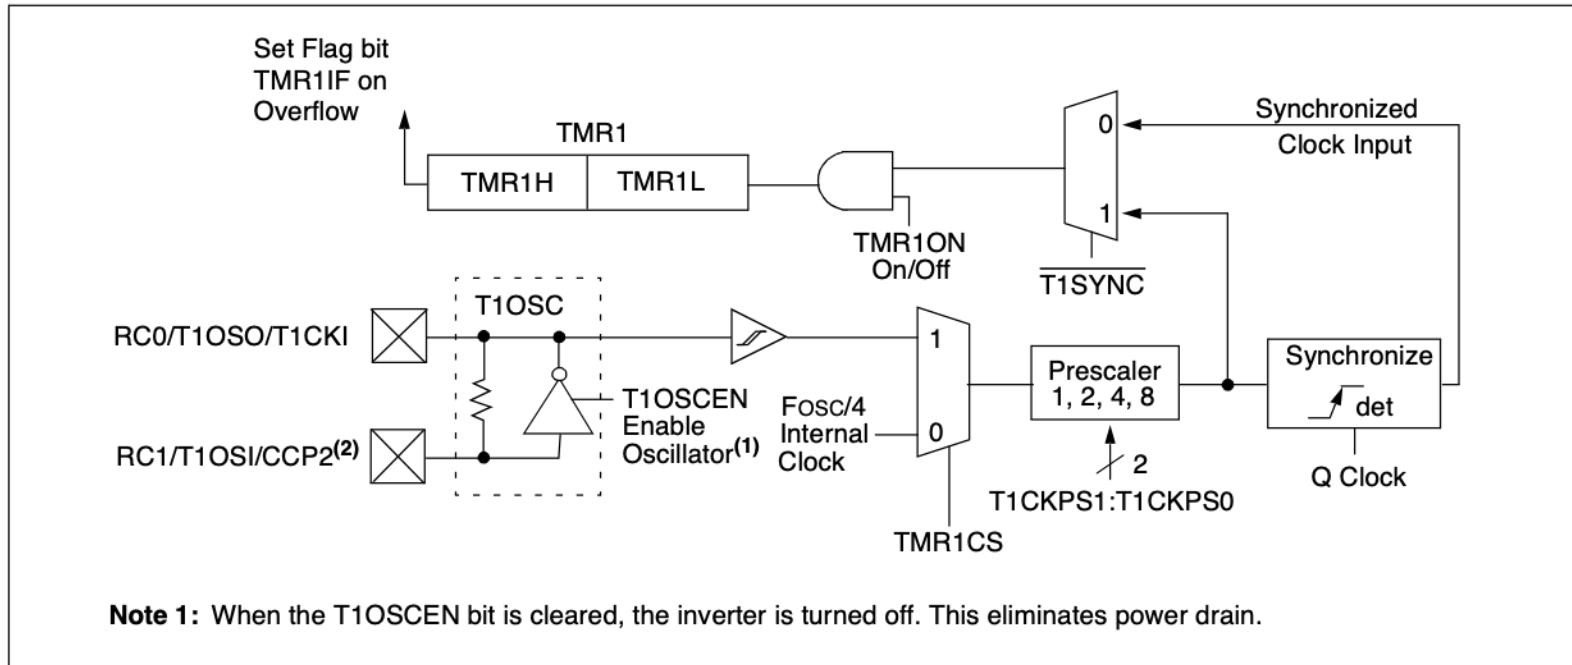 Set Flag bit
TMR1IF on
Overflow
TMR1
TMR1H
TMR1L
0
1
Synchronized
Clock Input
TMR1ON
On/Off
T1SYNC
T1OSC
RC0/T1OSO/T1CKI
RC1/T1OSI/CCP2(2)
T1OSCEN
Enable
Oscillator(1)
FOSC/4
Internal
Clock
1
0
TMR1CS
Prescaler
1, 2, 4, 8
2
T1CKPS1:T1CKPS0
Synchronize
det
Q Clock
Note 1: When the T1OSCEN bit is cleared, the inverter is turned off. This eliminates power drain.